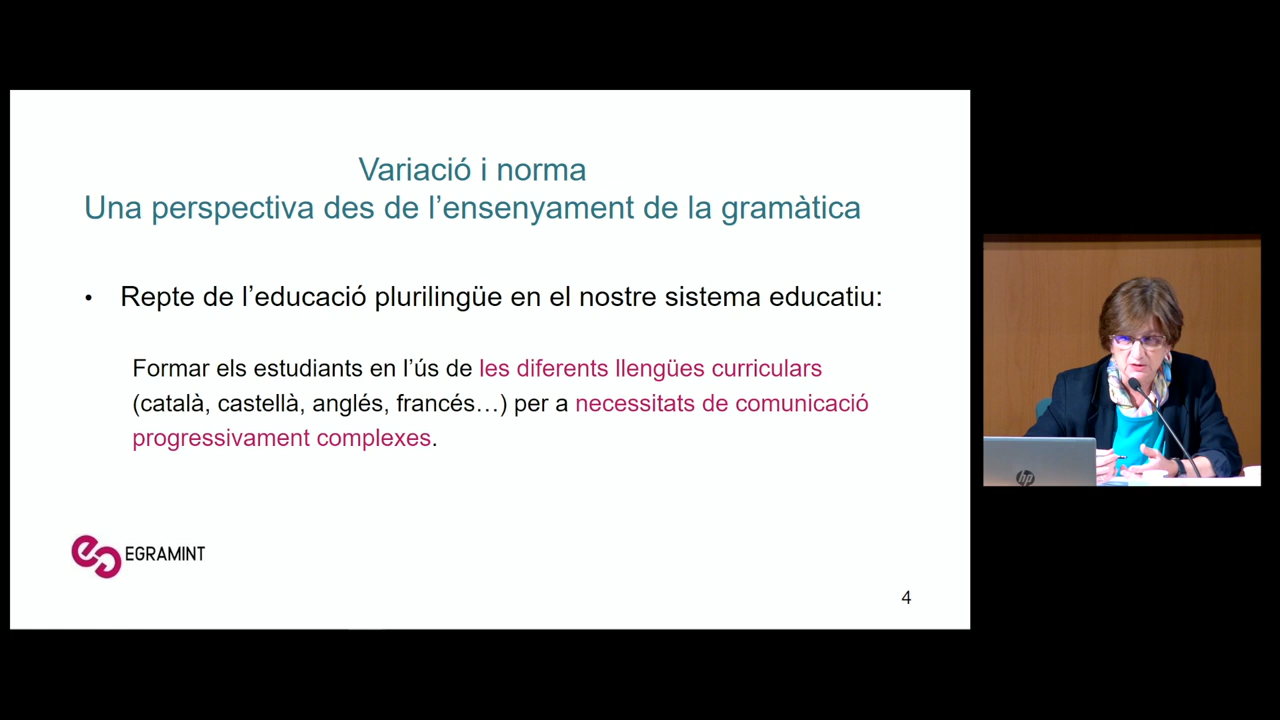 Variació i norma
Una perspectiva des de l’ensenyament de la gramàtica
• Repte de l’educació plurilingüe en el nostre sistema educatiu:
Formar els estudiants en l’ús de les diferents llengües curriculars
(català, castellà, anglés, francés…) per a necessitats de comunicació
progressivament complexes.
EGRAMINT
4
hp